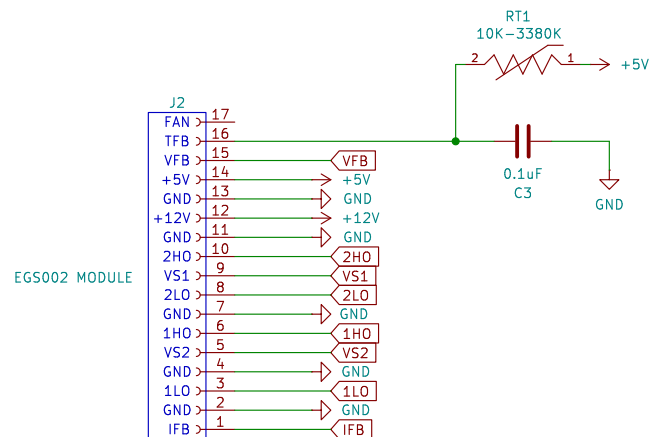 RT1
10K-3380K
2
1
+5V
J2
FAN 17
TFB 16
VFB 15 VFB
+5V 14 +5V
0.1uF
GND 13 GND
C3
GND
+12V 12 +12V
GND 11 GND
2HO 10 2HO
EGS002 MODULE
VS1 9 VS1
2LO 8 2LO
GND 7 GND
1HO 6 1HO
VS2 5 VS2
GND 4 GND
1LO 3 1LO
GND 2 GND
IFB 1 IFB